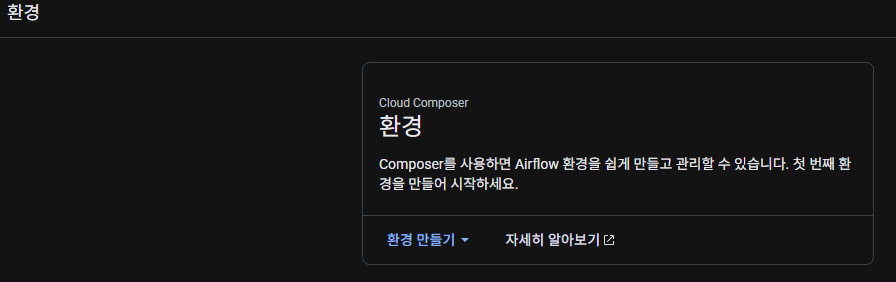 환경
Cloud Composer
환경
Composer를 사용하면 Airflow 환경을 쉽게 만들고 관리할 수 있습니다. 첫 번째 환
경을 만들어 시작하세요.
환경 만들기
자세히 알아보기